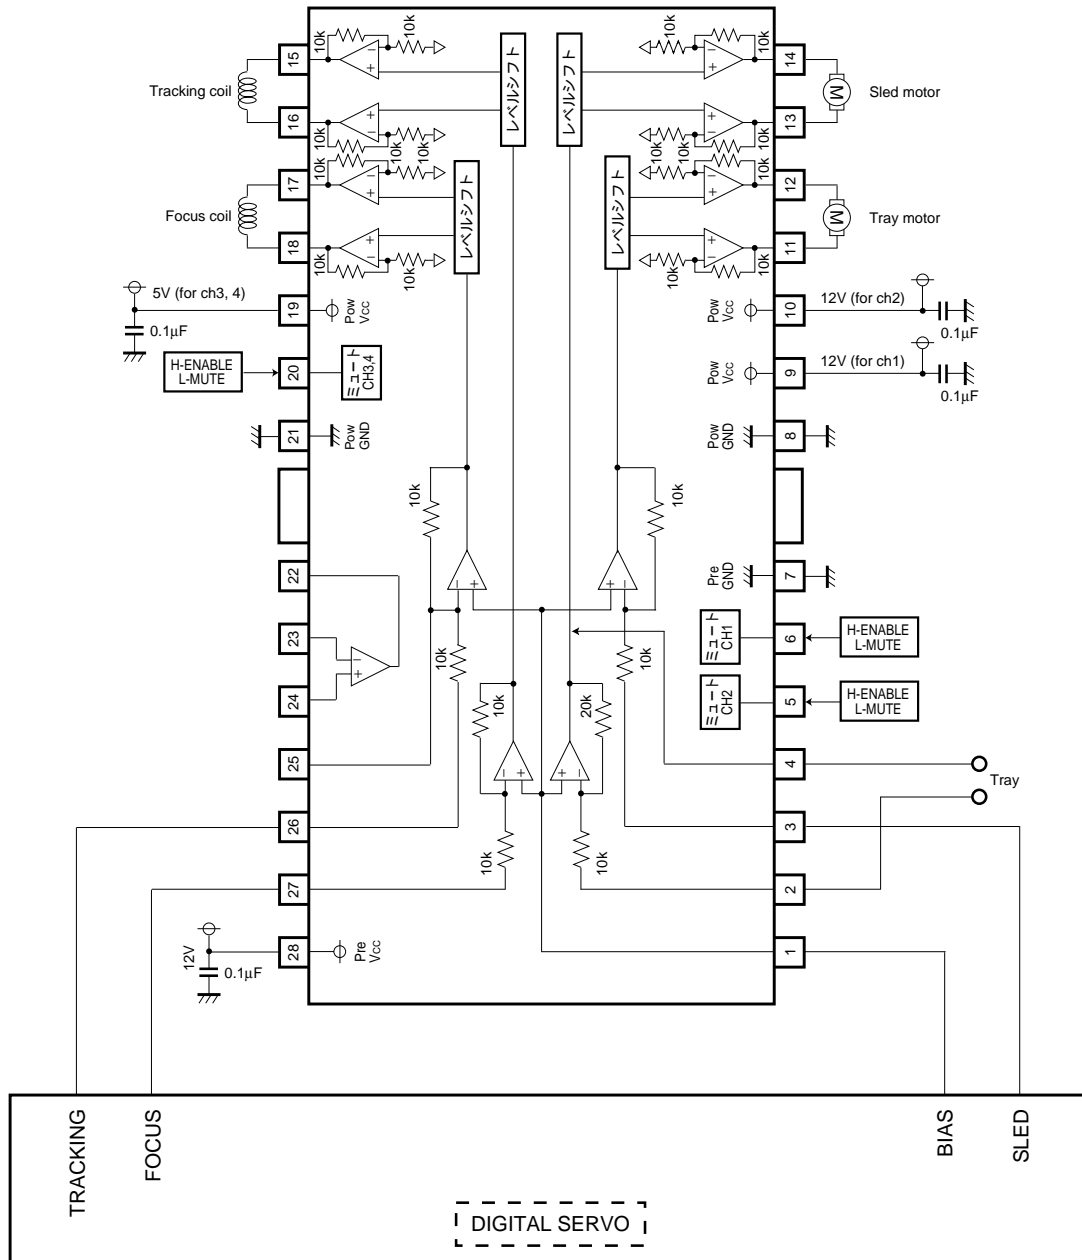 10k
10k
10k
10k
15
14
Tracking coil
レベルシフト
レベルシフト
M
Sled motor
16
13
10k
10k
10k
10k
10k
10k
10k
10k
17
12
Focus coil
レベルシフト
レベルシフト
M
Tray motor
18
11
10k
10k
10k
10k
5V (for ch3, 4)
19
Pow Vcc
Pow Vcc
10
12V (for ch2)
0.1μF
0.1μF
H-ENABLE
L-MUTE
20
ミュート
CH3,4
Pow Vcc
9
12V (for ch1)
0.1μF
21
Pow GND
Pow GND
8
10k
10k
22
Pre GND
7
23
ミュート
CH1
6
H-ENABLE
L-MUTE
10k
10k
24
10k
20k
ミュート
CH2
5
H-ENABLE
L-MUTE
25
4
Tray
26
3
10k
10k
27
2
12V
0.1μF
28
Pre Vcc
1
TRACKING
FOCUS
BIAS
SLED
DIGITAL SERVO